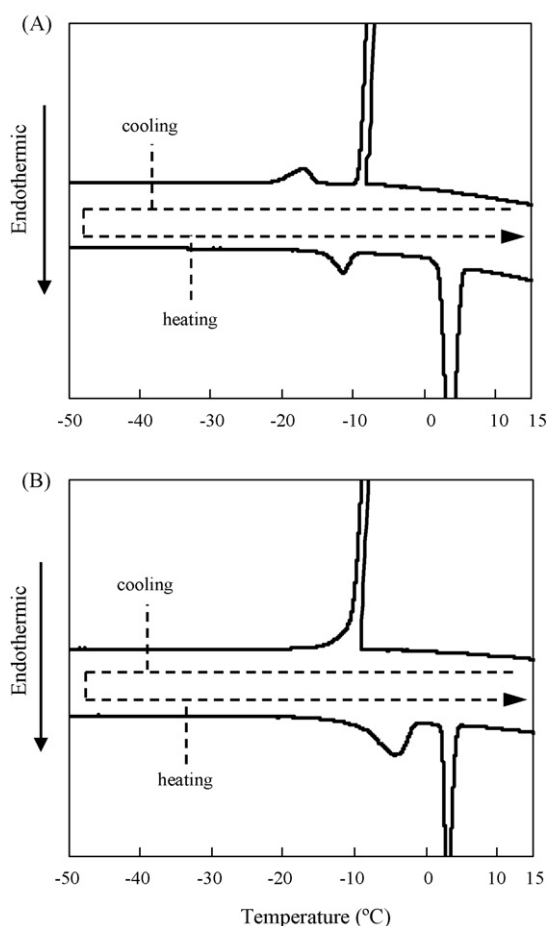 (A)
cooling
Endothermic
heating
-50 -40 -30 -20 -10 0 10 15
(B)
cooling
Endothermic
heating
-50 -40 -30 -20 -10 0 10 15
Temperature (ºC)